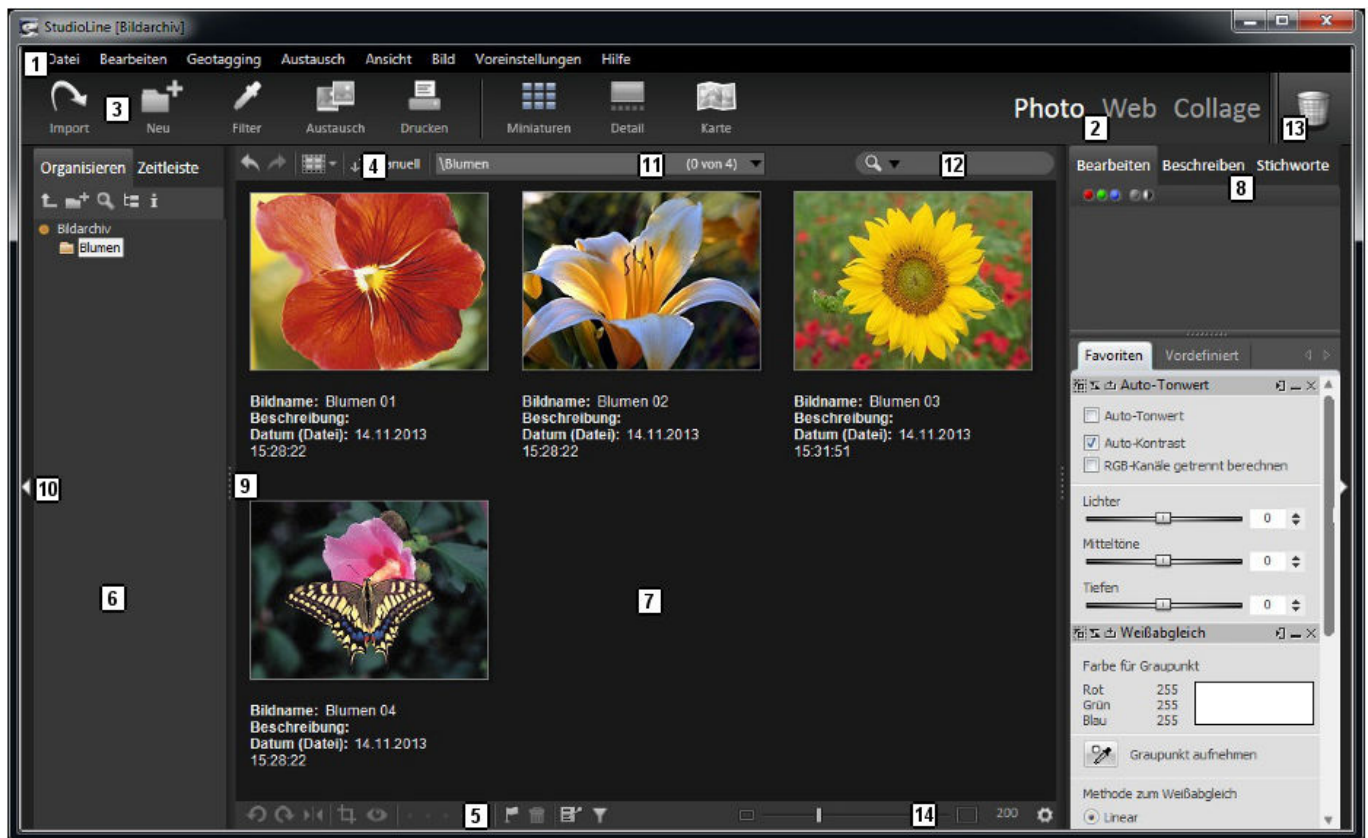 StudioLine [Bildarchiv]
1 Datei Bearbeiten Geotagging Austausch Ansicht Bild Voreinstellungen Hilfe
3
Import Neu Filter Austausch Drucken Miniaturen Detail Karte
Photo Web Collage
2
13
Organisieren Zeitleiste
4 \Blumen 11 (0 von 4) 12
Bearbeiten Beschreiben Stichworte
8
Bildarchiv
Blumen
Bildname: Blumen 01
Beschreibung:
Datum (Datei): 14.11.2013
15:28:22
Bildname: Blumen 02
Beschreibung:
Datum (Datei): 14.11.2013
15:28:22
Bildname: Blumen 03
Beschreibung:
Datum (Datei): 14.11.2013
15:31:51
10
9
6
7
Bildname: Blumen 04
Beschreibung:
Datum (Datei): 14.11.2013
15:28:22
5
14
200
Favoriten Vordefiniert
Auto-Tonwert
Auto-Tonwert
Auto-Kontrast
RGB-Kanäle getrennt berechnen
Lichter
0
Mitteltöne
0
Tiefen
0
Weißabgleich
Farbe für Graupunkt
Rot 255
Grün 255
Blau 255
Graupunkt aufnehmen
Methode zum Weißabgleich
Linear